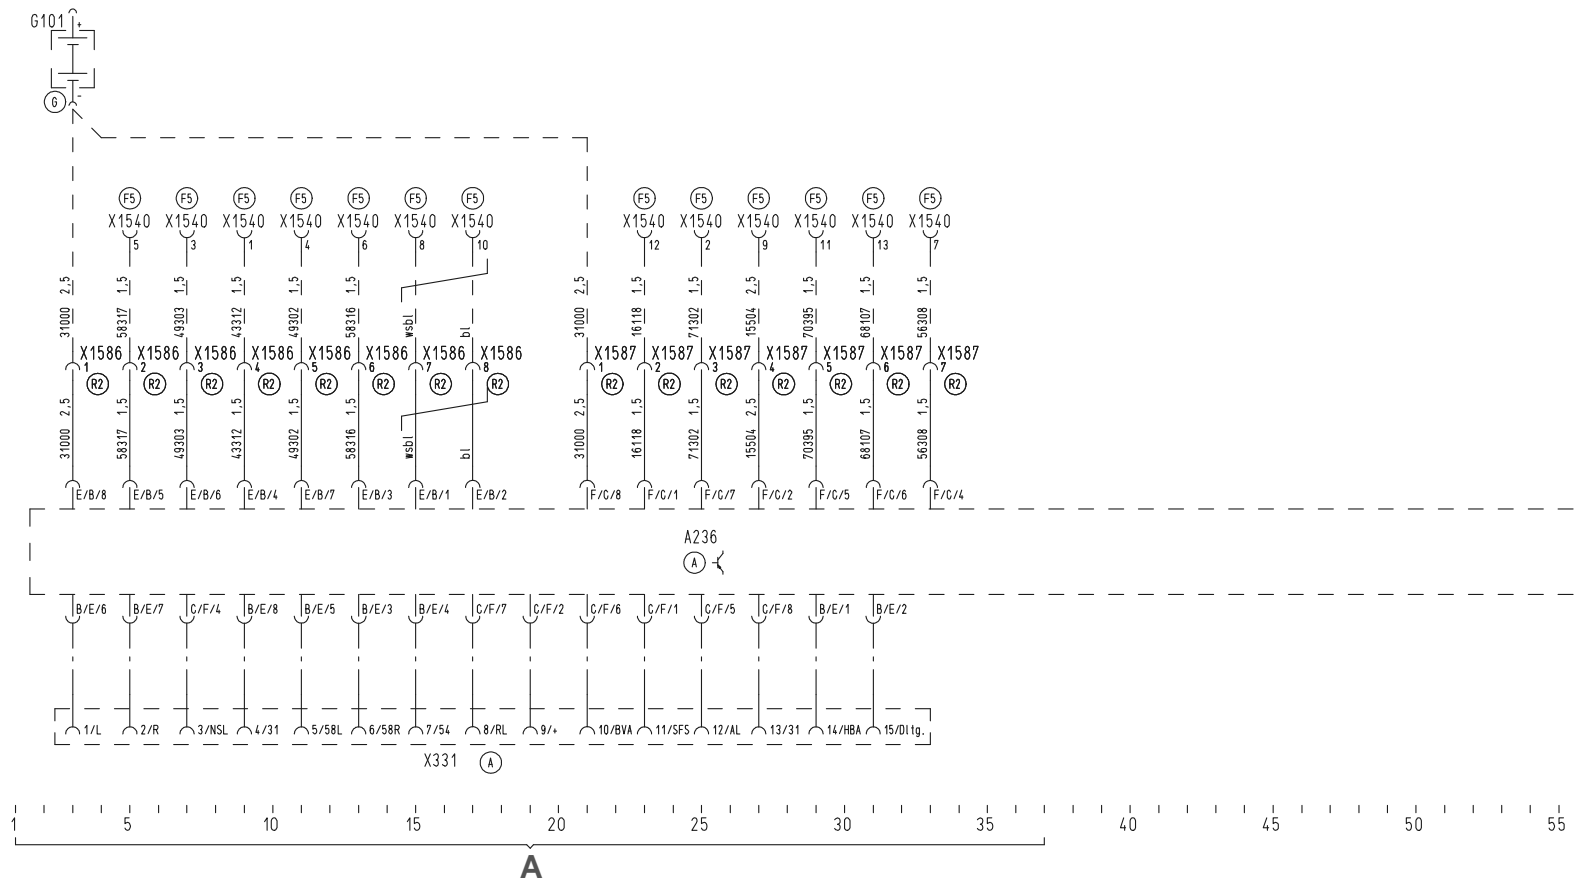 G101 +
-
G
F5 F5 F5 F5 F5 F5 F5 F5 F5 F5 F5 F5 F5
X1540 X1540 X1540 X1540 X1540 X1540 X1540 X1540 X1540 X1540 X1540 X1540 X1540
5 3 1 4 6 8 10 12 2 9 11 13 7
2,5 1,5 1,5 1,5 1,5 1,5 2,5 1,5 1,5 2,5 1,5 1,5 1,5
31000 58317 49303 43312 49302 58316 wsbl bl 31000 16118 71302 15504 70395 68107 56308
X1586 X1586 X1586 X1586 X1586 X1586 X1586 X1586 X1587 X1587 X1587 X1587 X1587 X1587 X1587
1 2 3 4 5 6 7 8 1 2 3 4 5 6 7
R2 R2 R2 R2 R2 R2 R2 R2 R2 R2 R2 R2 R2 R2 R2
2,5 1,5 1,5 1,5 1,5 1,5 2,5 1,5 1,5 2,5 1,5 1,5 1,5
31000 58317 49303 43312 49302 58316 wsbl bl 31000 16118 71302 15504 70395 68107 56308
E/B/8 E/B/5 E/B/6 E/B/4 E/B/7 E/B/3 E/B/1 E/B/2 F/C/8 F/C/1 F/C/7 F/C/2 F/C/5 F/C/6 F/C/4
A236
A
B/E/6 B/E/7 C/F/4 B/E/8 B/E/5 B/E/3 B/E/4 C/F/7 C/F/2 C/F/6 C/F/1 C/F/5 C/F/8 B/E/1 B/E/2
1/L 2/R 3/NSL 4/31 5/58L 6/58R 7/54 8/RL 9/+ 10/BVA 11/SFS 12/AL 13/31 14/HBA 15/Dltg.
X331 A
1 5 10 15 20 25 30 35 40 45 50 55
A